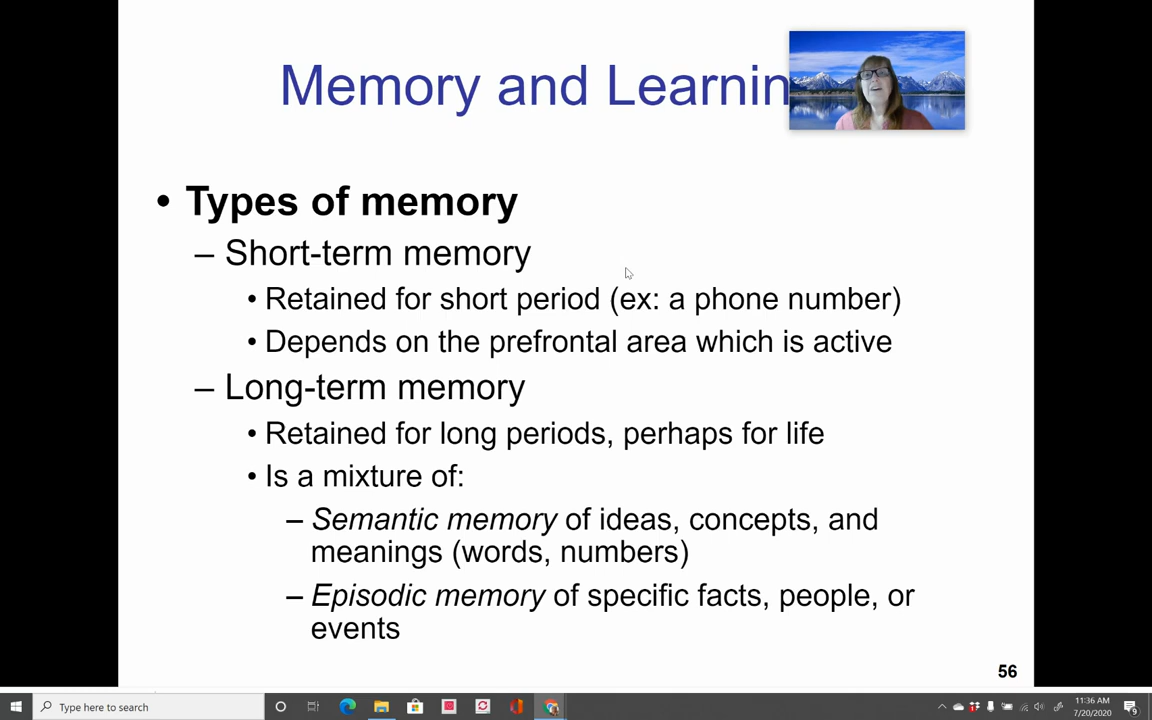 Memory and Learnin
• Types of memory
– Short-term memory
• Retained for short period (ex: a phone number)
• Depends on the prefrontal area which is active
– Long-term memory
• Retained for long periods, perhaps for life
• Is a mixture of:
– Semantic memory of ideas, concepts, and
meanings (words, numbers)
– Episodic memory of specific facts, people, or
events
56
Type here to search
11:36 AM
7/20/2020
9